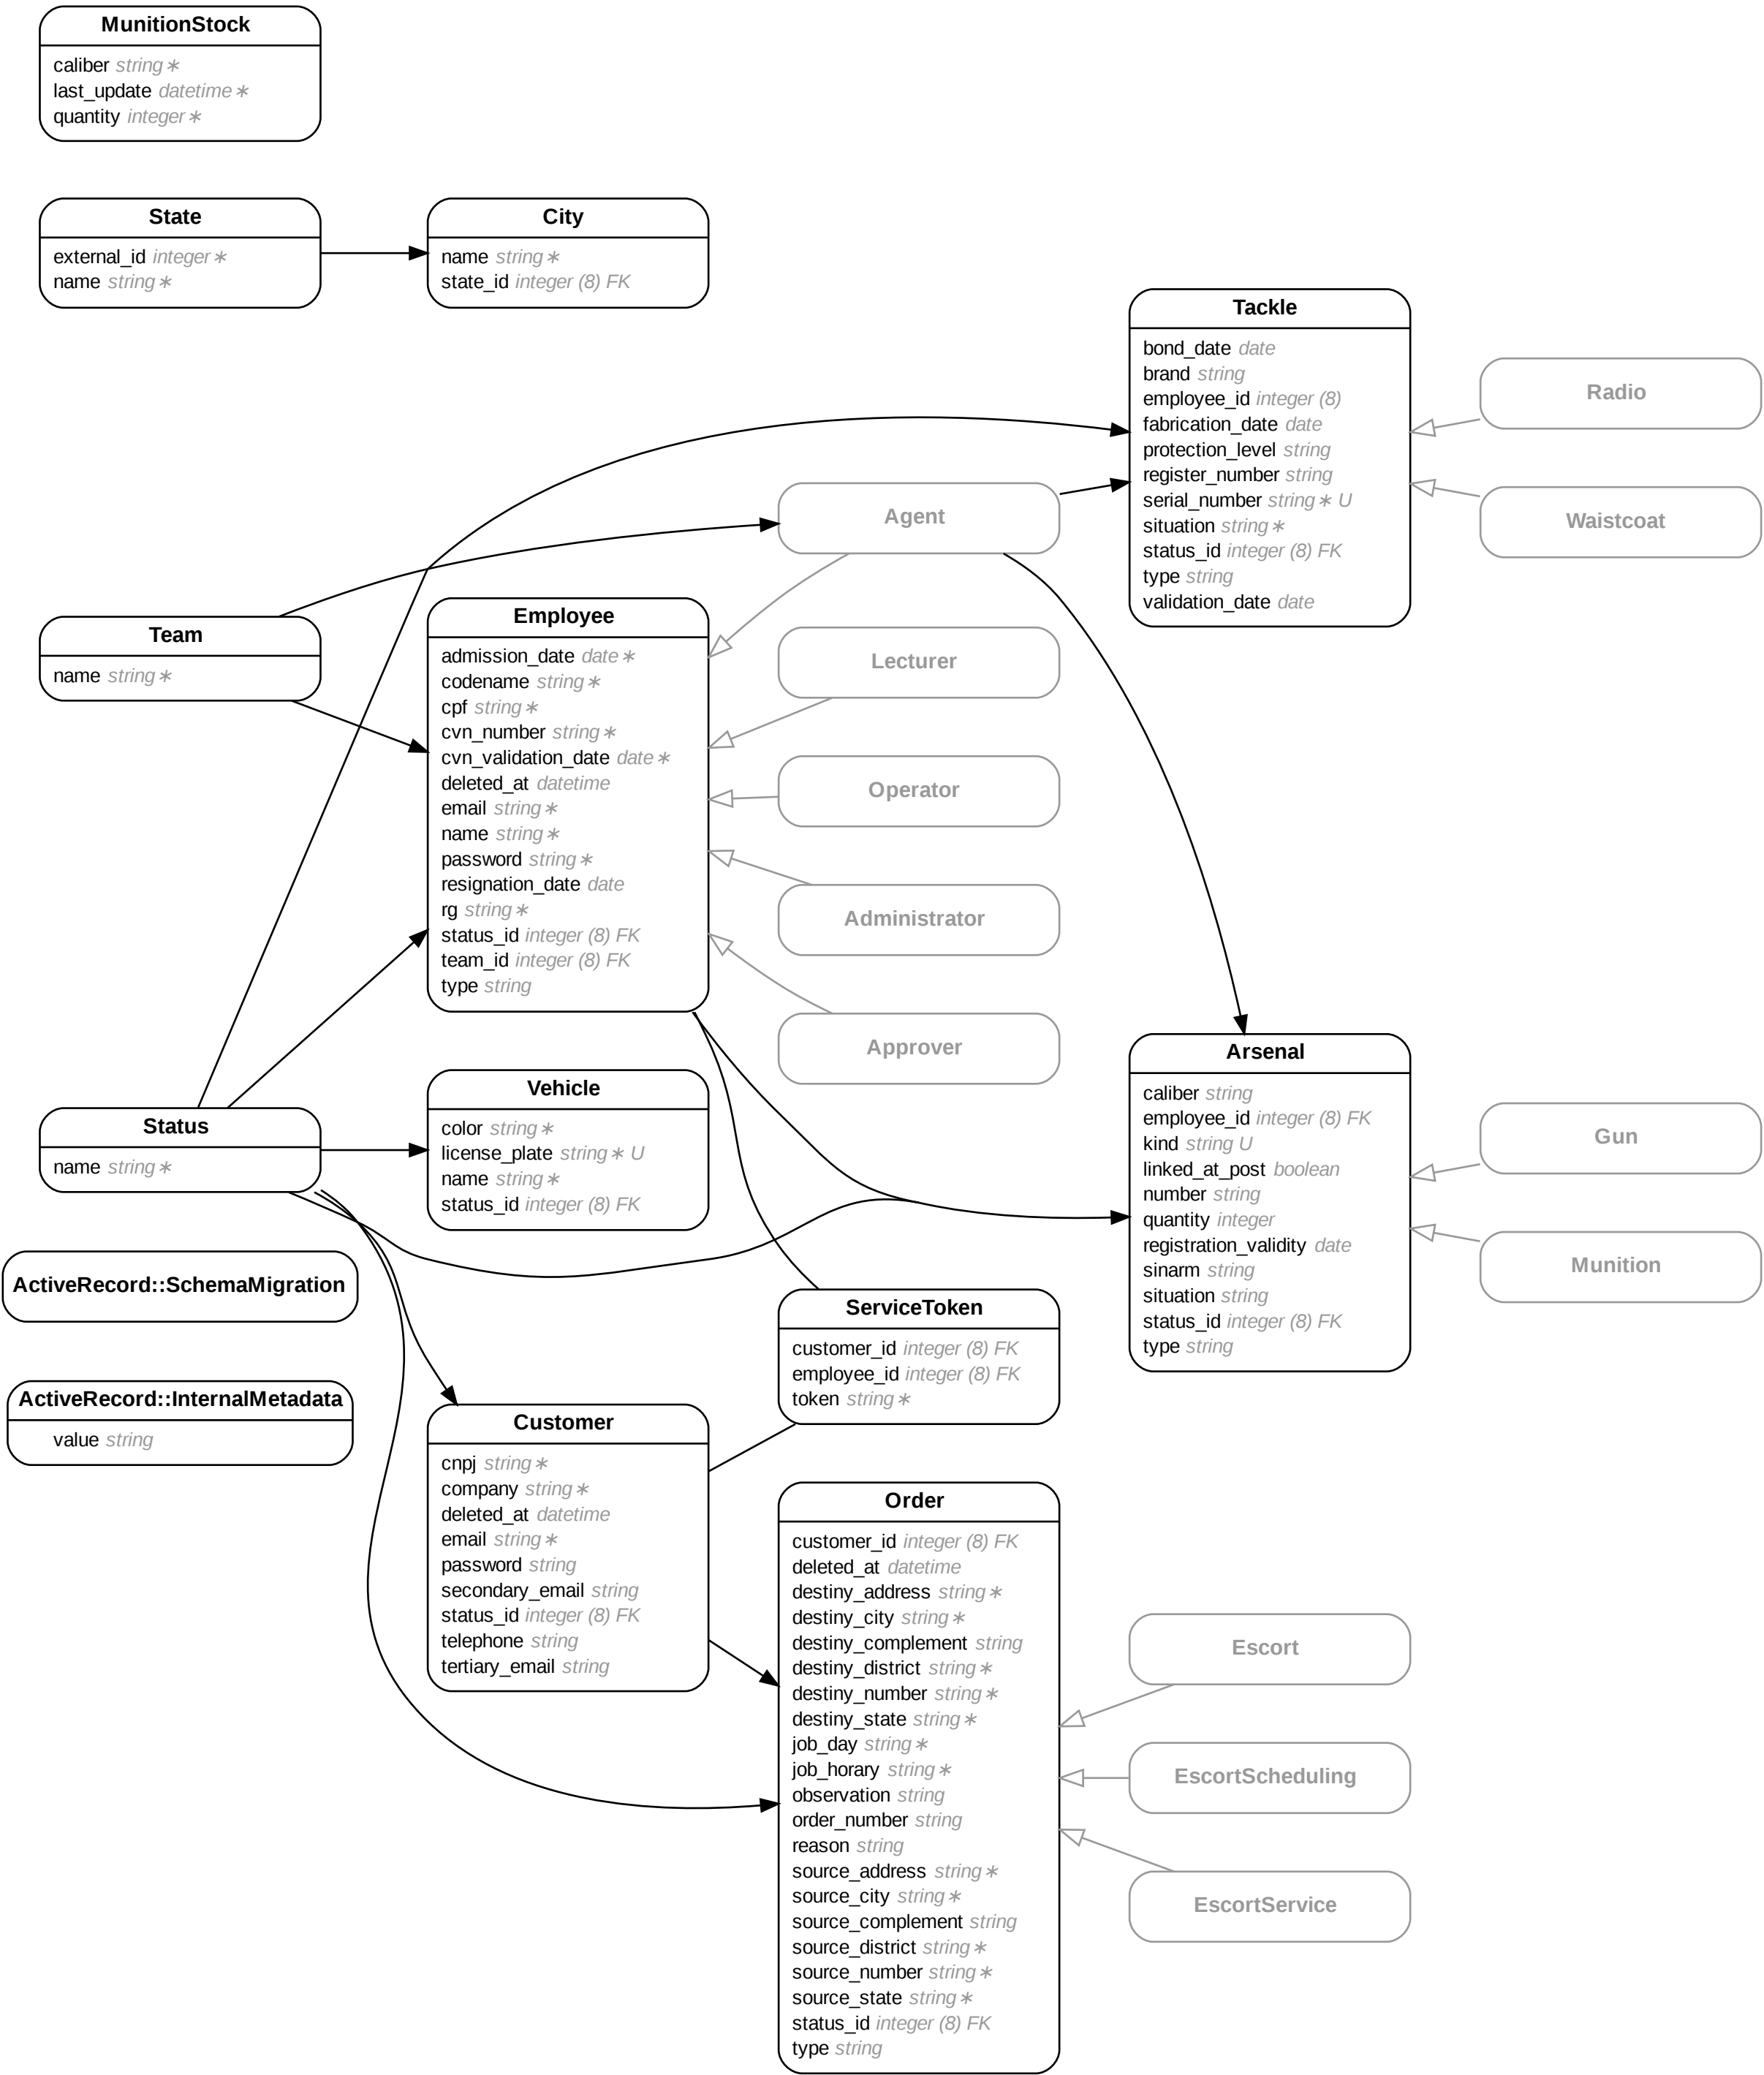 MunitionStock
caliber string∗
last_update datetime∗
quantity integer∗
State
external_id integer∗
name string∗
City
name string∗
state_id integer (8) FK
Tackle
bond_date date
brand string
employee_id integer (8)
fabrication_date date
protection_level string
register_number string
serial_number string∗ U
situation string∗
status_id integer (8) FK
type string
validation_date date
Radio
Waistcoat
Agent
Team
name string∗
Employee
admission_date date∗
codename string∗
cpf string∗
cvn_number string∗
cvn_validation_date date∗
deleted_at datetime
email string∗
name string∗
password string∗
resignation_date date
rg string∗
status_id integer (8) FK
team_id integer (8) FK
type string
Lecturer
Operator
Administrator
Approver
Status
name string∗
Vehicle
color string∗
license_plate string∗ U
name string∗
status_id integer (8) FK
Arsenal
caliber string
employee_id integer (8) FK
kind string U
linked_at_post boolean
number string
quantity integer
registration_validity date
sinarm string
situation string
status_id integer (8) FK
type string
Gun
Munition
ActiveRecord::SchemaMigration
ActiveRecord::InternalMetadata
value string
ServiceToken
customer_id integer (8) FK
employee_id integer (8) FK
token string∗
Customer
cnpj string∗
company string∗
deleted_at datetime
email string∗
password string
secondary_email string
status_id integer (8) FK
telephone string
tertiary_email string
Order
customer_id integer (8) FK
deleted_at datetime
destiny_address string∗
destiny_city string∗
destiny_complement string
destiny_district string∗
destiny_number string∗
destiny_state string∗
job_day string∗
job_horary string∗
observation string
order_number string
reason string
source_address string∗
source_city string∗
source_complement string
source_district string∗
source_number string∗
source_state string∗
status_id integer (8) FK
type string
Escort
EscortScheduling
EscortService